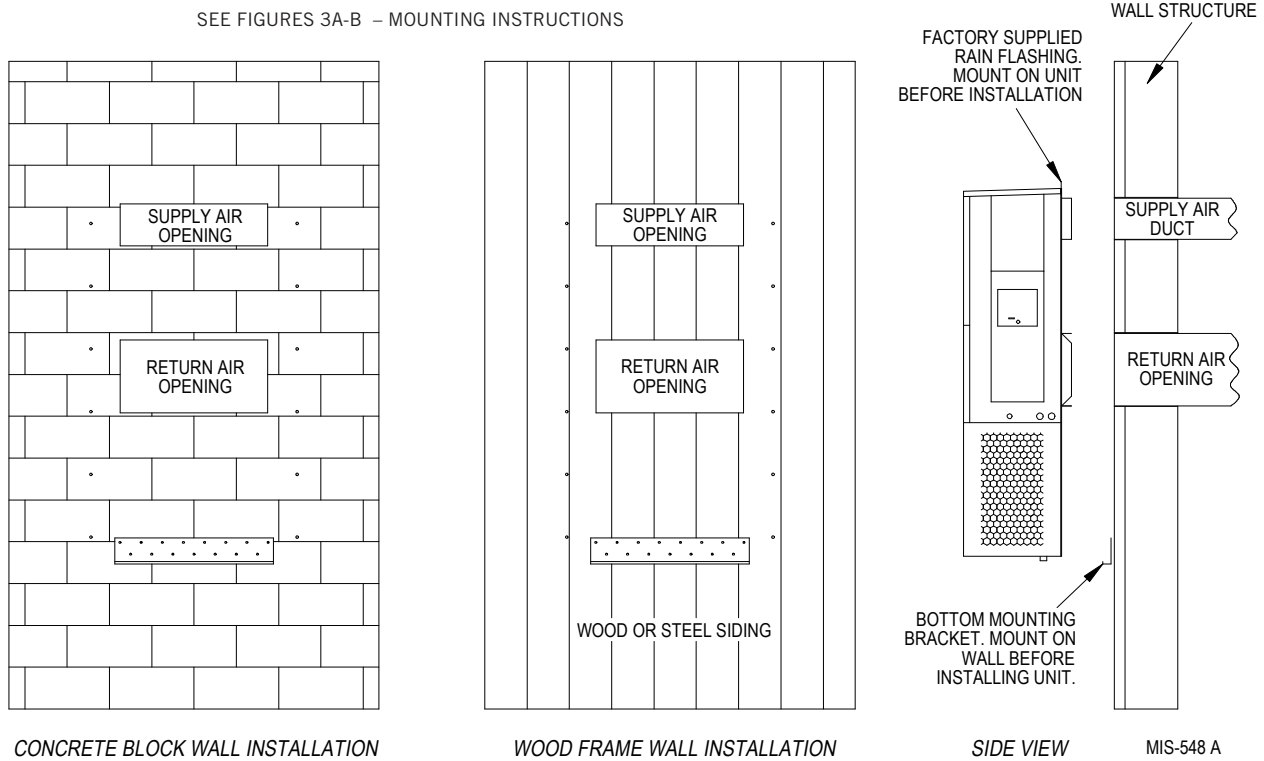 SEE FIGURES 3A-B – MOUNTING INSTRUCTIONS
SUPPLY AIR
OPENING
RETURN AIR
OPENING
CONCRETE BLOCK WALL INSTALLATION
SUPPLY AIR
OPENING
RETURN AIR
OPENING
WOOD OR STEEL SIDING
WOOD FRAME WALL INSTALLATION
WALL STRUCTURE
FACTORY SUPPLIED
RAIN FLASHING.
MOUNT ON UNIT
BEFORE INSTALLATION
SUPPLY AIR
DUCT
RETURN AIR
OPENING
BOTTOM MOUNTING
BRACKET. MOUNT ON
WALL BEFORE
INSTALLING UNIT.
SIDE VIEW
MIS-548 A